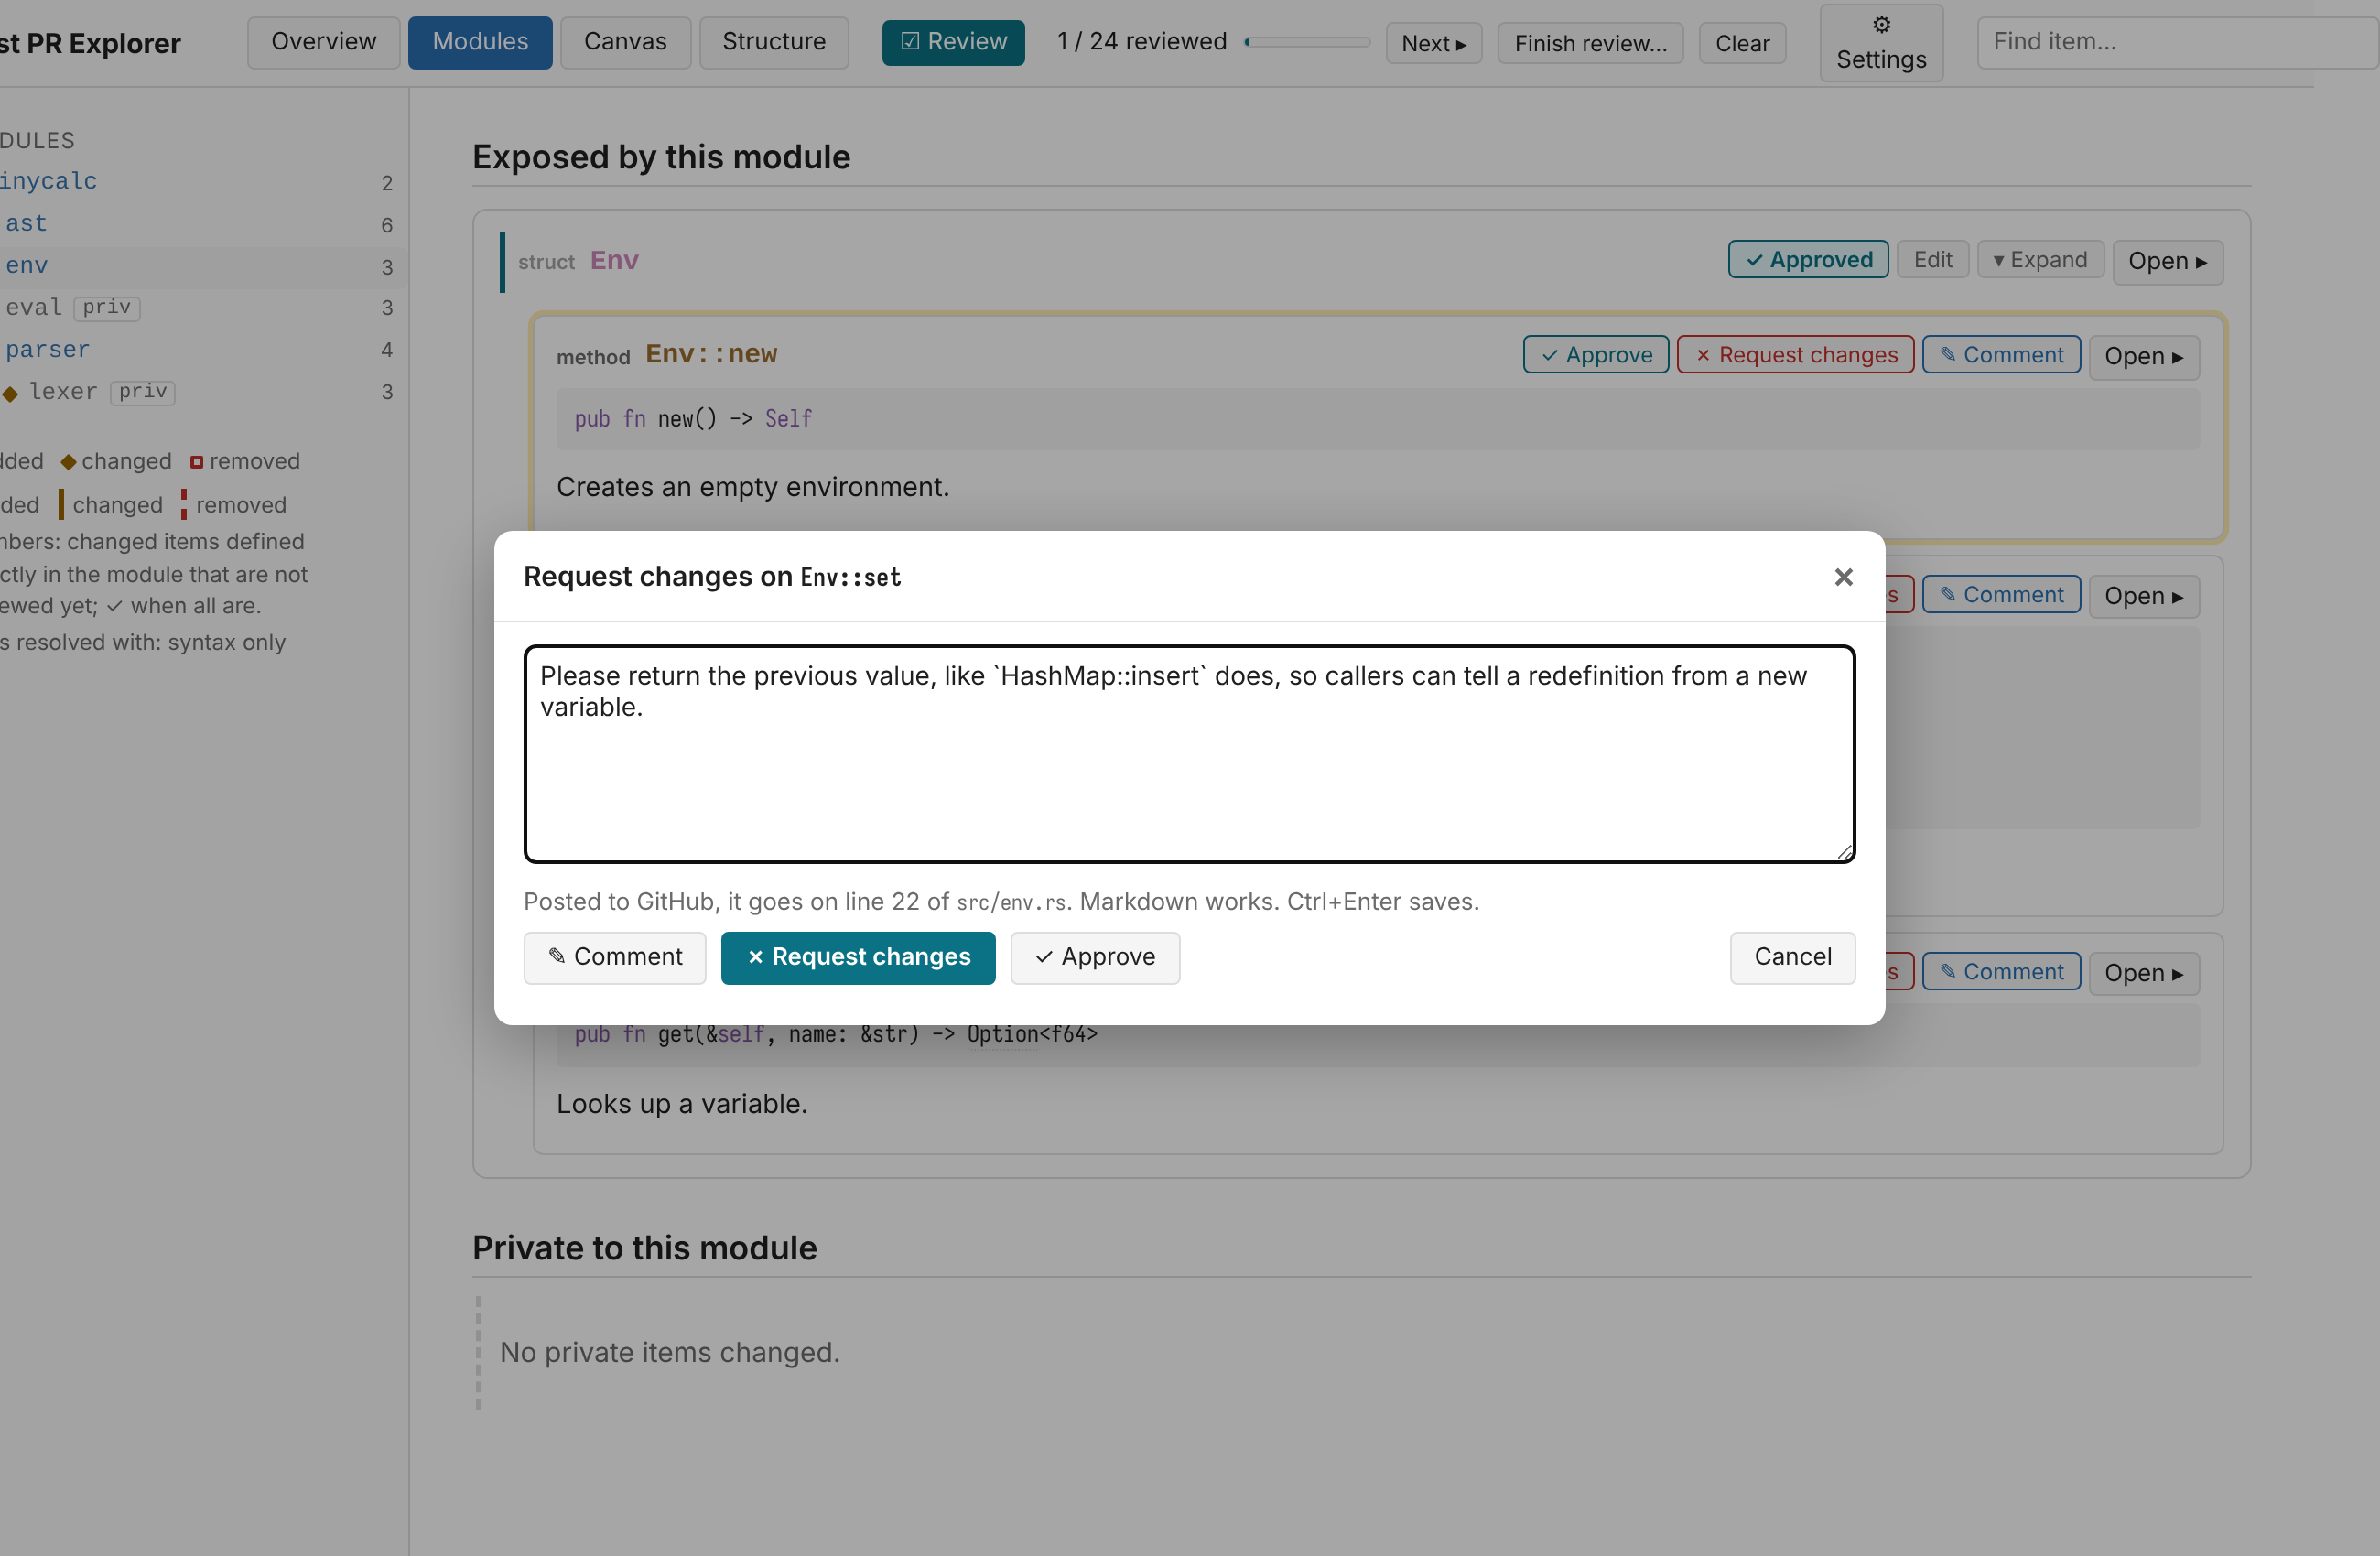 st PR Explorer
Overview
Modules
Canvas
Structure
☑ Review
1 / 24 reviewed
Next ▸
Finish review...
Clear
⚙ Settings
Find item...
DULES
inycalc 2
ast 6
env 3
eval priv 3
parser 4
◆ lexer priv 3
dded ◆ changed removed
ded changed removed
nbers: changed items defined
ctly in the module that are not
ewed yet; ✓ when all are.
s resolved with: syntax only
Exposed by this module
struct Env
✓ Approved
Edit
▾ Expand
Open ▸
method Env::new
✓ Approve
× Request changes
✎ Comment
Open ▸
pub fn new() -> Self
Creates an empty environment.
s
✎ Comment
Open ▸
Request changes on Env::set
×
Please return the previous value, like `HashMap::insert` does, so callers can tell a redefinition from a new
variable.
Posted to GitHub, it goes on line 22 of src/env.rs. Markdown works. Ctrl+Enter saves.
✎ Comment
× Request changes
✓ Approve
Cancel
s
✎ Comment
Open ▸
pub fn get(&self, name: &str) -> Option<f64>
Looks up a variable.
Private to this module
No private items changed.